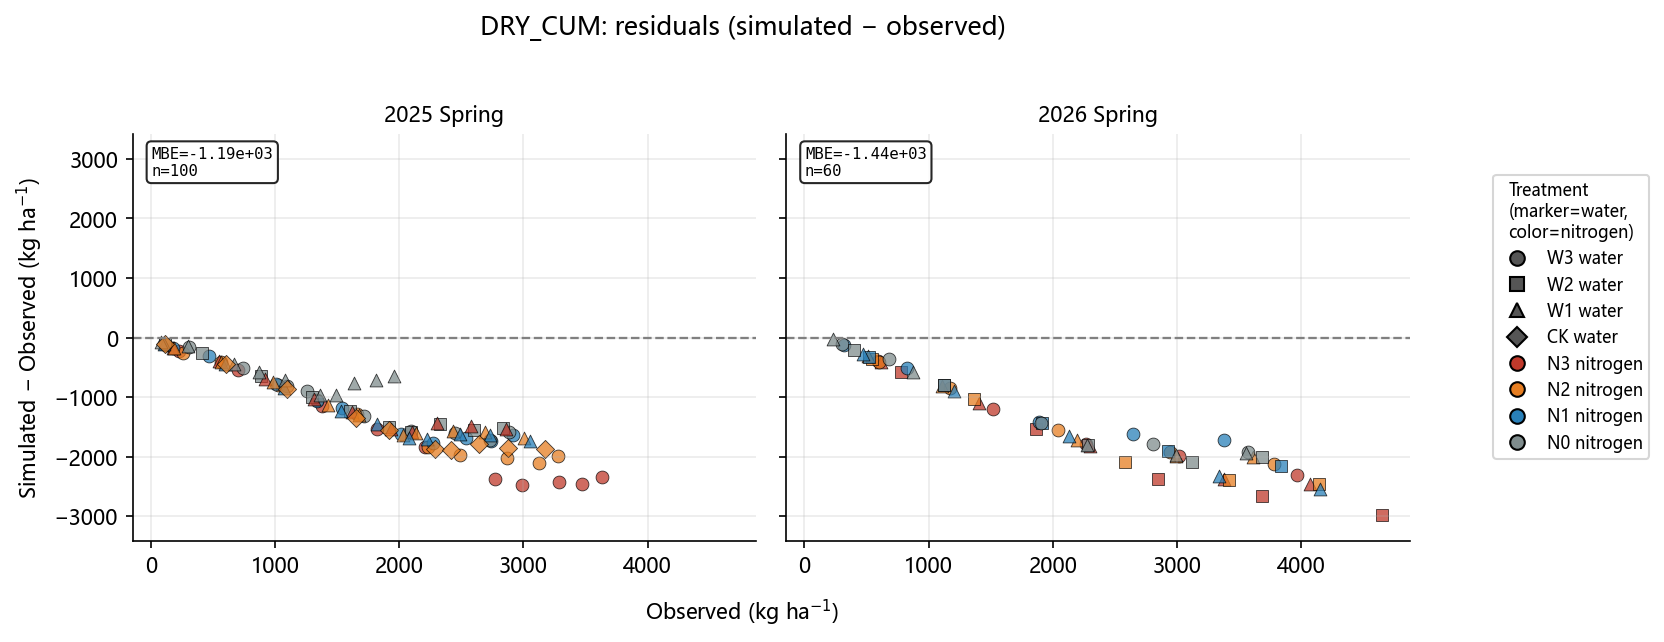 DRY_CUM: residuals (simulated − observed)
2025 Spring
2026 Spring
MBE=-1.19e+03
n=100
MBE=-1.44e+03
n=60
Simulated − Observed (kg ha⁻¹)
3000
2000
1000
0
−1000
−2000
−3000
0 1000 2000 3000 4000
0 1000 2000 3000 4000
Observed (kg ha⁻¹)
Treatment
(marker=water,
color=nitrogen)
W3 water
W2 water
W1 water
CK water
N3 nitrogen
N2 nitrogen
N1 nitrogen
N0 nitrogen